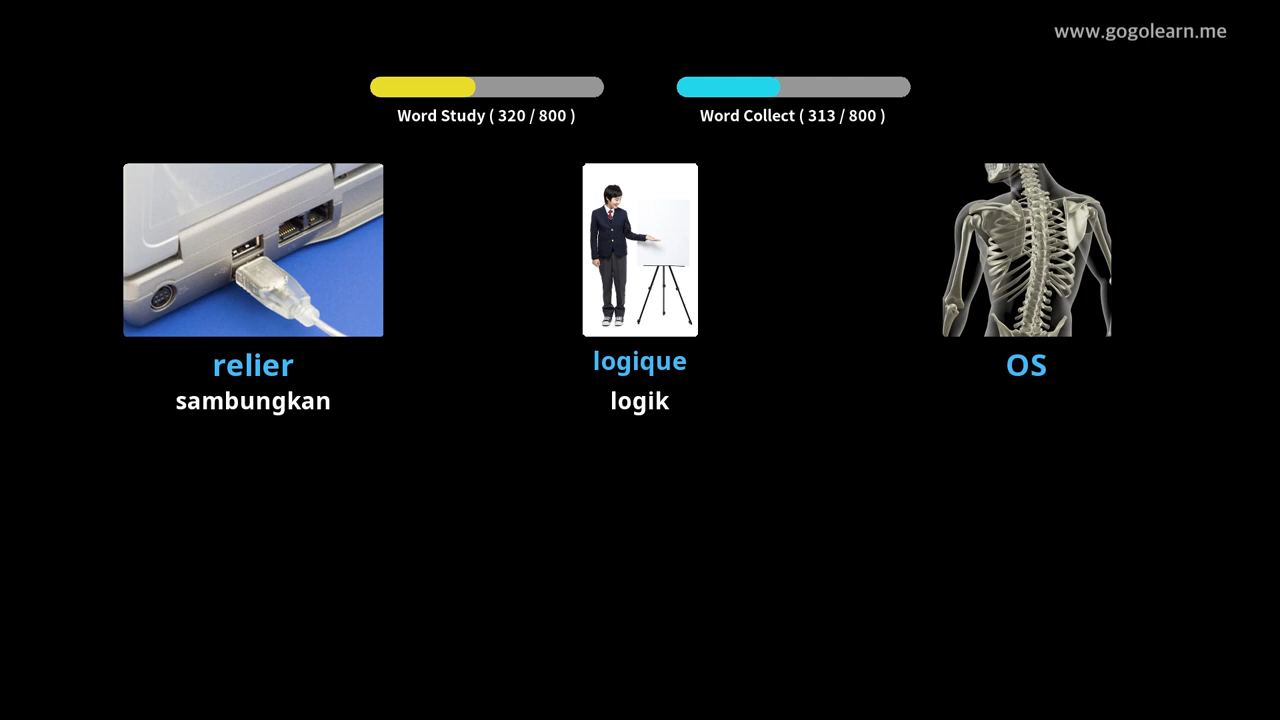 www.gogolearn.me
Word Study ( 320 / 800 )
Word Collect ( 313 / 800 )
relier
sambungkan
logique
logik
OS